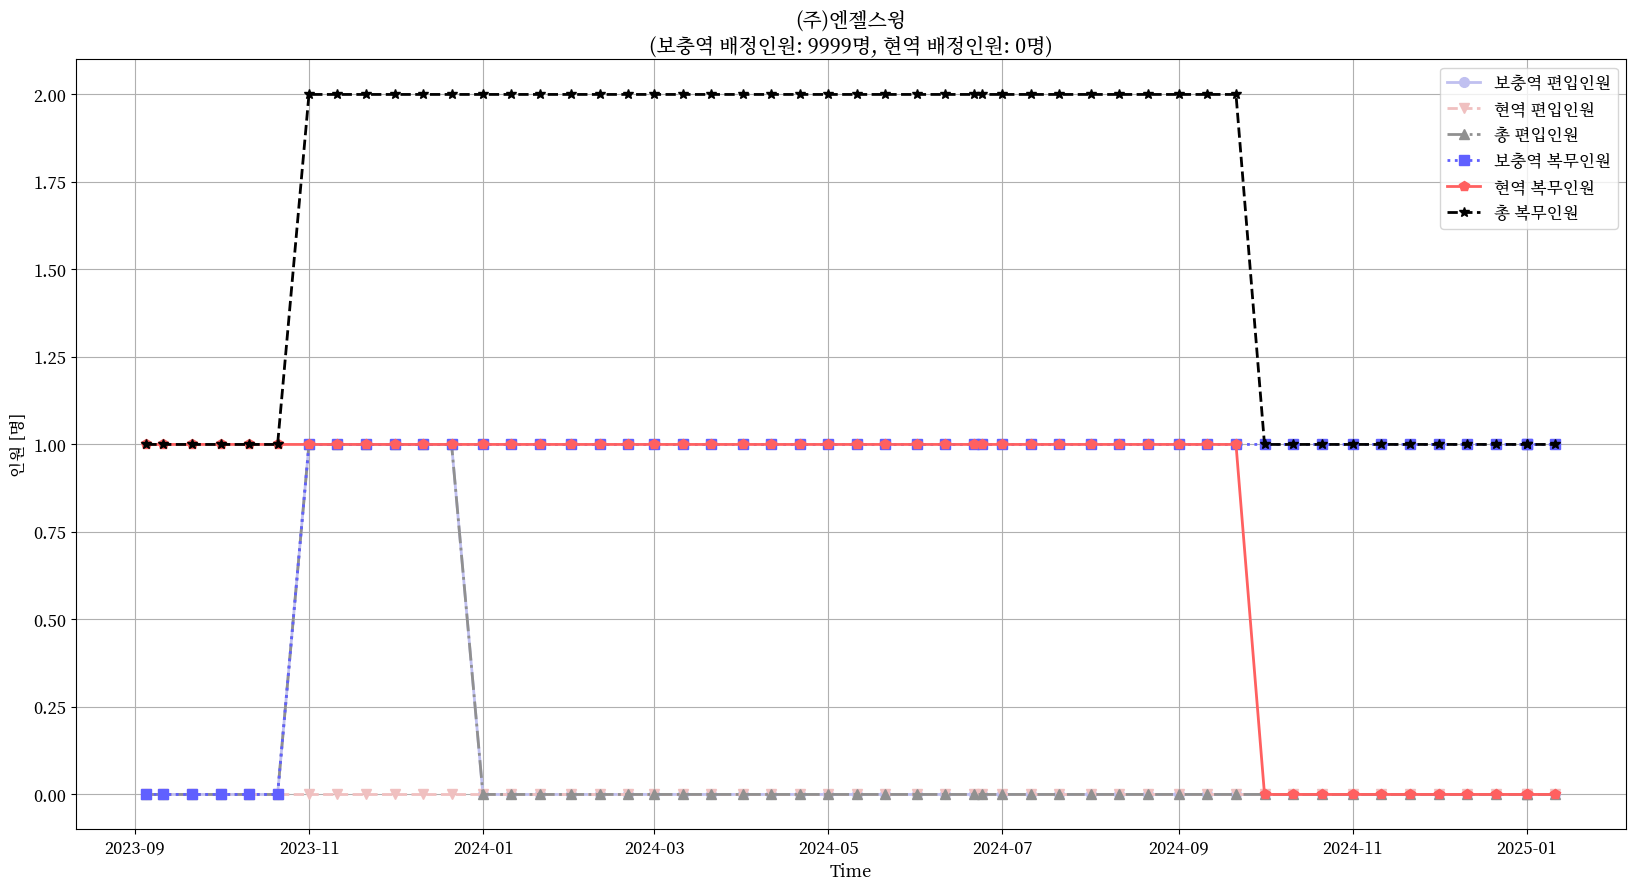 (주)엔젤스윙
(보충역 배정인원: 9999명, 현역 배정인원: 0명)
보충역 편입인원
현역 편입인원
총 편입인원
보충역 복무인원
현역 복무인원
총 복무인원
2.00
1.75
1.50
1.25
1.00
0.75
0.50
0.25
0.00
인원 [명]
2023-09
2023-11
2024-01
2024-03
2024-05
2024-07
2024-09
2024-11
2025-01
Time